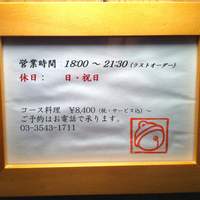 営業時間 18:00 ~ 21:30 (ラストオーダー)
休日: 日・祝日
コース料理 ¥8,400 (税・サービス込) ~
ご予約はお電話で承ります。
03-3543-1711